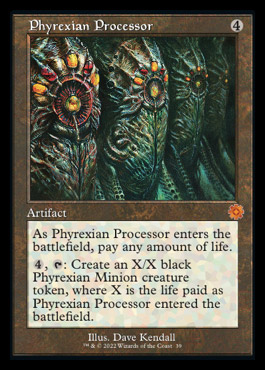 Phyrexian Processor 4
Artifact
As Phyrexian Processor enters the
battlefield, pay any amount of life.
4, T: Create an X/X black
Phyrexian Minion creature
token, where X is the life paid as
Phyrexian Processor entered the
battlefield.
Illus. Dave Kendall
™ & © 2022 Wizards of the Coast 39